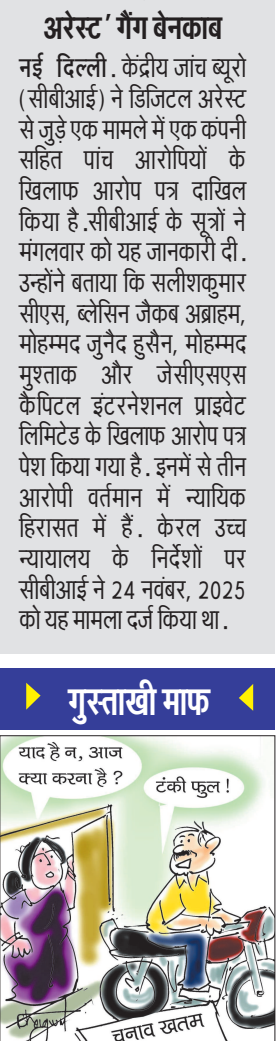 अरेस्ट' गैंग बेनकाब
नई दिल्ली. केंद्रीय जांच ब्यूरो
(सीबीआई) ने डिजिटल अरेस्ट
से जुड़े एक मामले में एक कंपनी
सहित पांच आरोपियों के
खिलाफ आरोप पत्र दाखिल
किया है.सीबीआई के सूत्रों ने
मंगलवार को यह जानकारी दी.
उन्होंने बताया कि सलीशकुमार
सीएस, ब्लेसिन जैकब अब्राहम,
मोहम्मद जुनैद हुसैन, मोहम्मद
मुश्ताक और जेसीएसएस
कैपिटल इंटरनेशनल प्राइवेट
लिमिटेड के खिलाफ आरोप पत्र
पेश किया गया है. इनमें से तीन
आरोपी वर्तमान में न्यायिक
हिरासत में हैं. केरल उच्च
न्यायालय के निर्देशों पर
सीबीआई ने 24 नवंबर, 2025
को यह मामला दर्ज किया था.
गुस्ताखी माफ
याद है न, आज
क्या करना है ?
टंकी फुल !
चुनाव खतम